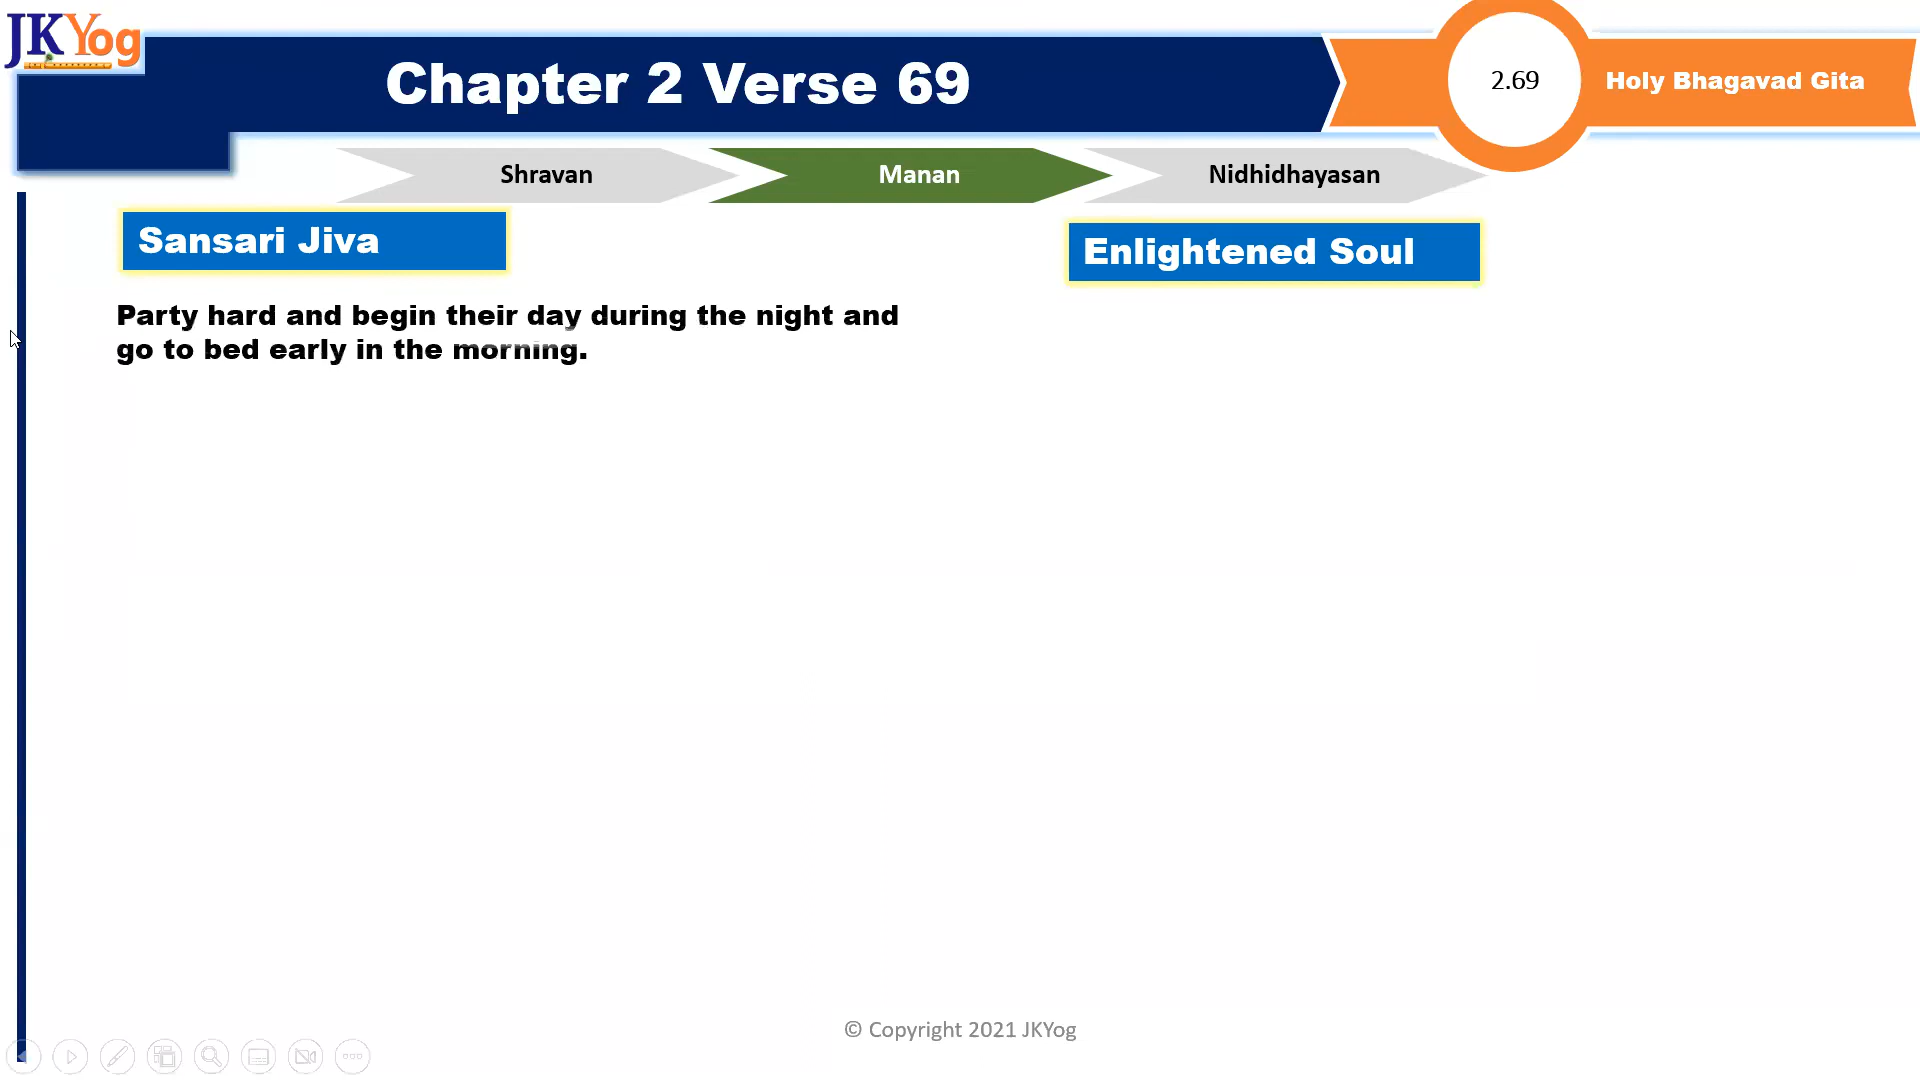 JKYog
Chapter 2 Verse 69
2.69
Holy Bhagavad Gita
Shravan
Manan
Nidhidhayasan
Sansari Jiva
Enlightened Soul
Party hard and begin their day during the night and
go to bed early in the morning.
© Copyright 2021 JKYog